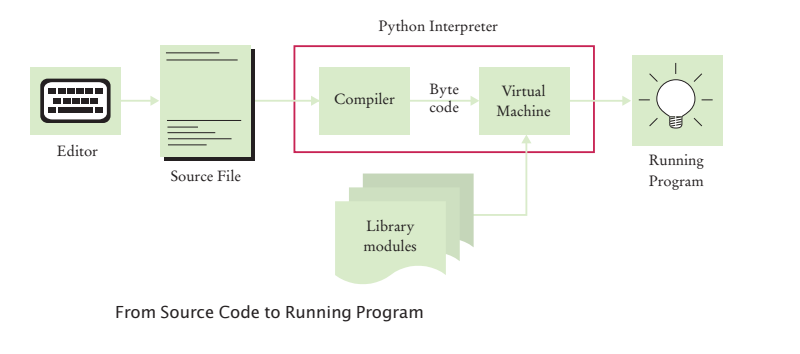 Python Interpreter
Editor
Source File
Compiler
Byte
code
Virtual
Machine
Running
Program
Library
modules
From Source Code to Running Program